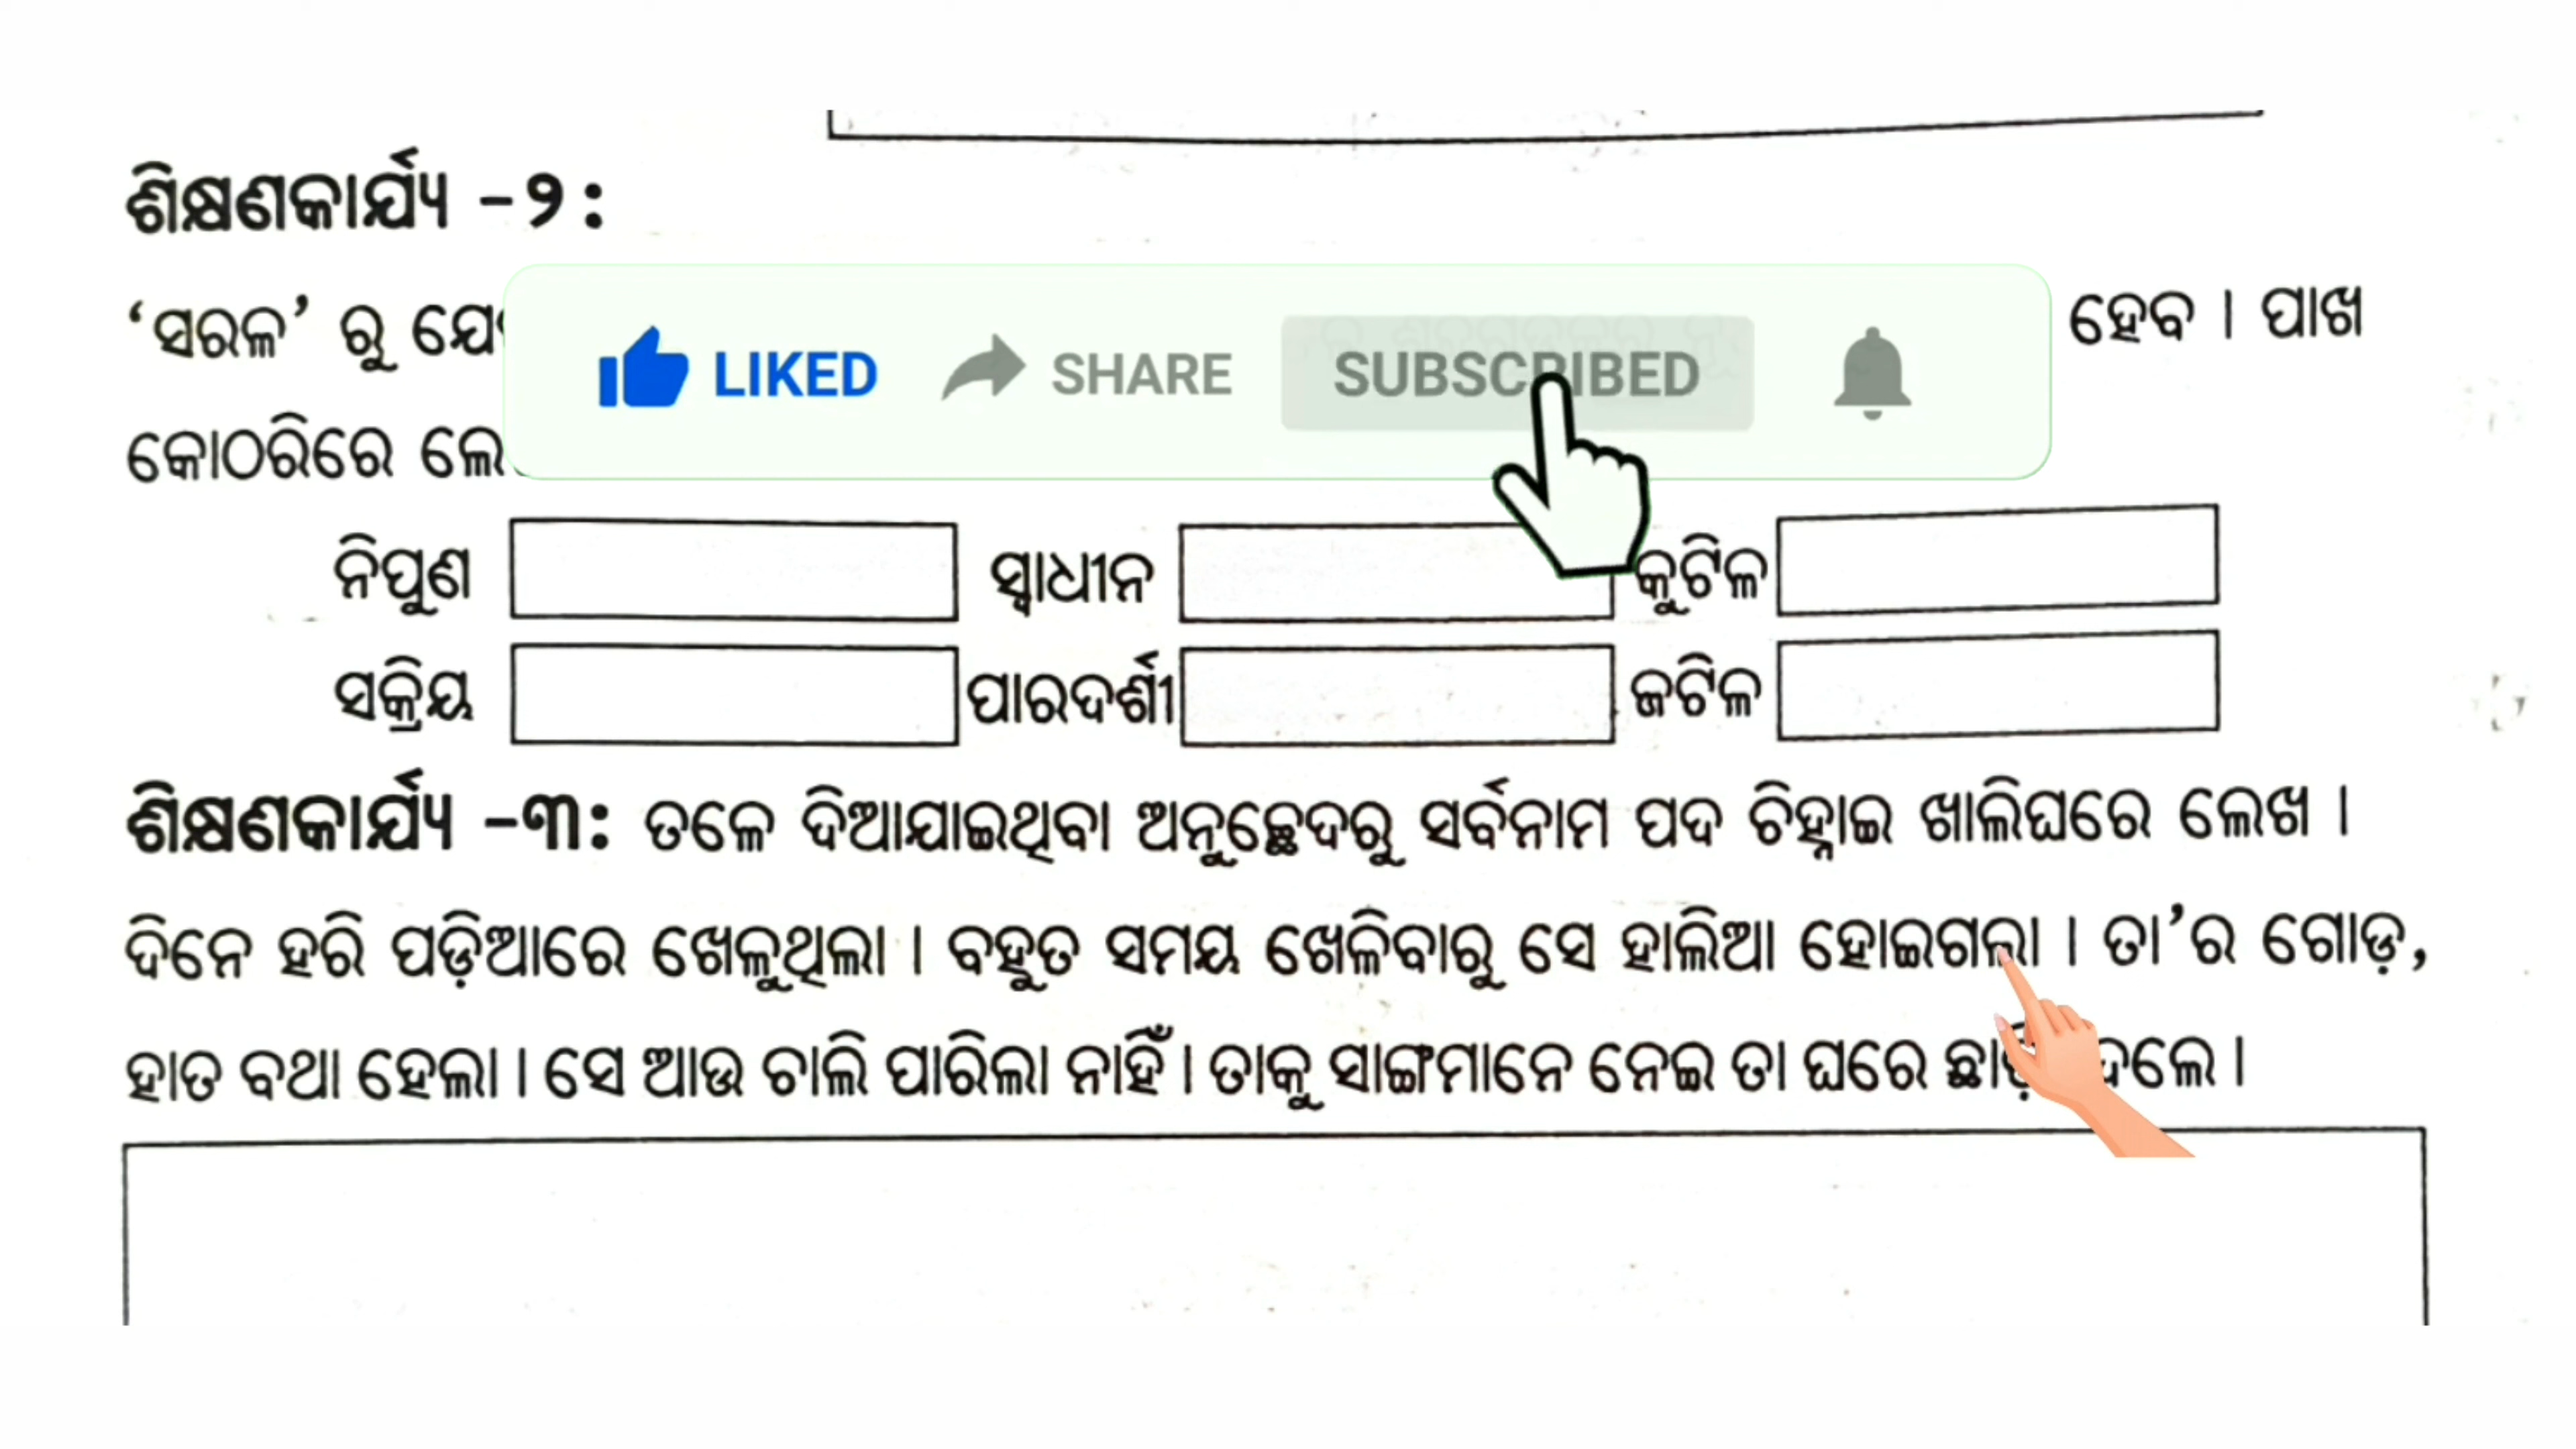 ଶିକ୍ଷଣକାର୍ଯ୍ୟ -୨ :
‘ସରଳ’ ରୁ ହେବ । ପାଖ
କୋଠରିରେ
LIKED SHARE SUBSCRIBED
ନିପୁଣ ସ୍ୱାଧୀନ କୁଟିଳ
ସକ୍ରିୟ ପାରଦର୍ଶୀ ଜଟିଳ
ଶିକ୍ଷଣକାର୍ଯ୍ୟ -୩: ତଳେ ଦିଆଯାଇଥିବା ଅନୁଚ୍ଛେଦରୁ ସର୍ବନାମ ପଦ ଚିହ୍ନାଇ ଖାଲିଘରେ ଲେଖ ।
ଦିନେ ହରି ପଡ଼ିଆରେ ଖେଳୁଥିଲା । ବହୁତ ସମୟ ଖେଳିବାରୁ ସେ ହାଲିଆ ହୋଇଗଲା । ତା’ର ଗୋଡ଼,
ହାତ ବଥା ହେଲା । ସେ ଆଉ ଚାଲି ପାରିଲା ନାହିଁ । ତାକୁ ସାଙ୍ଗମାନେ ନେଇ ତା ଘରେ